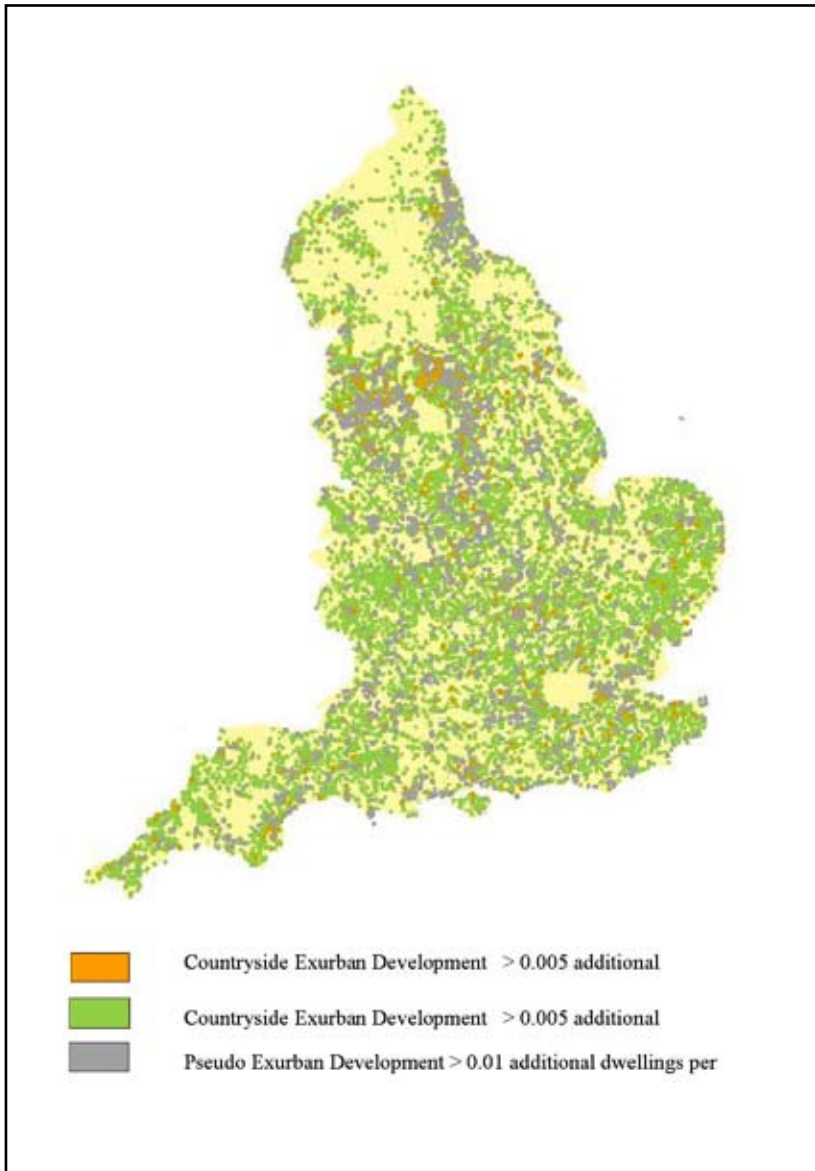 Countryside Exurban Development > 0.005 additional
Countryside Exurban Development > 0.005 additional
Pseudo Exurban Development > 0.01 additional dwellings per